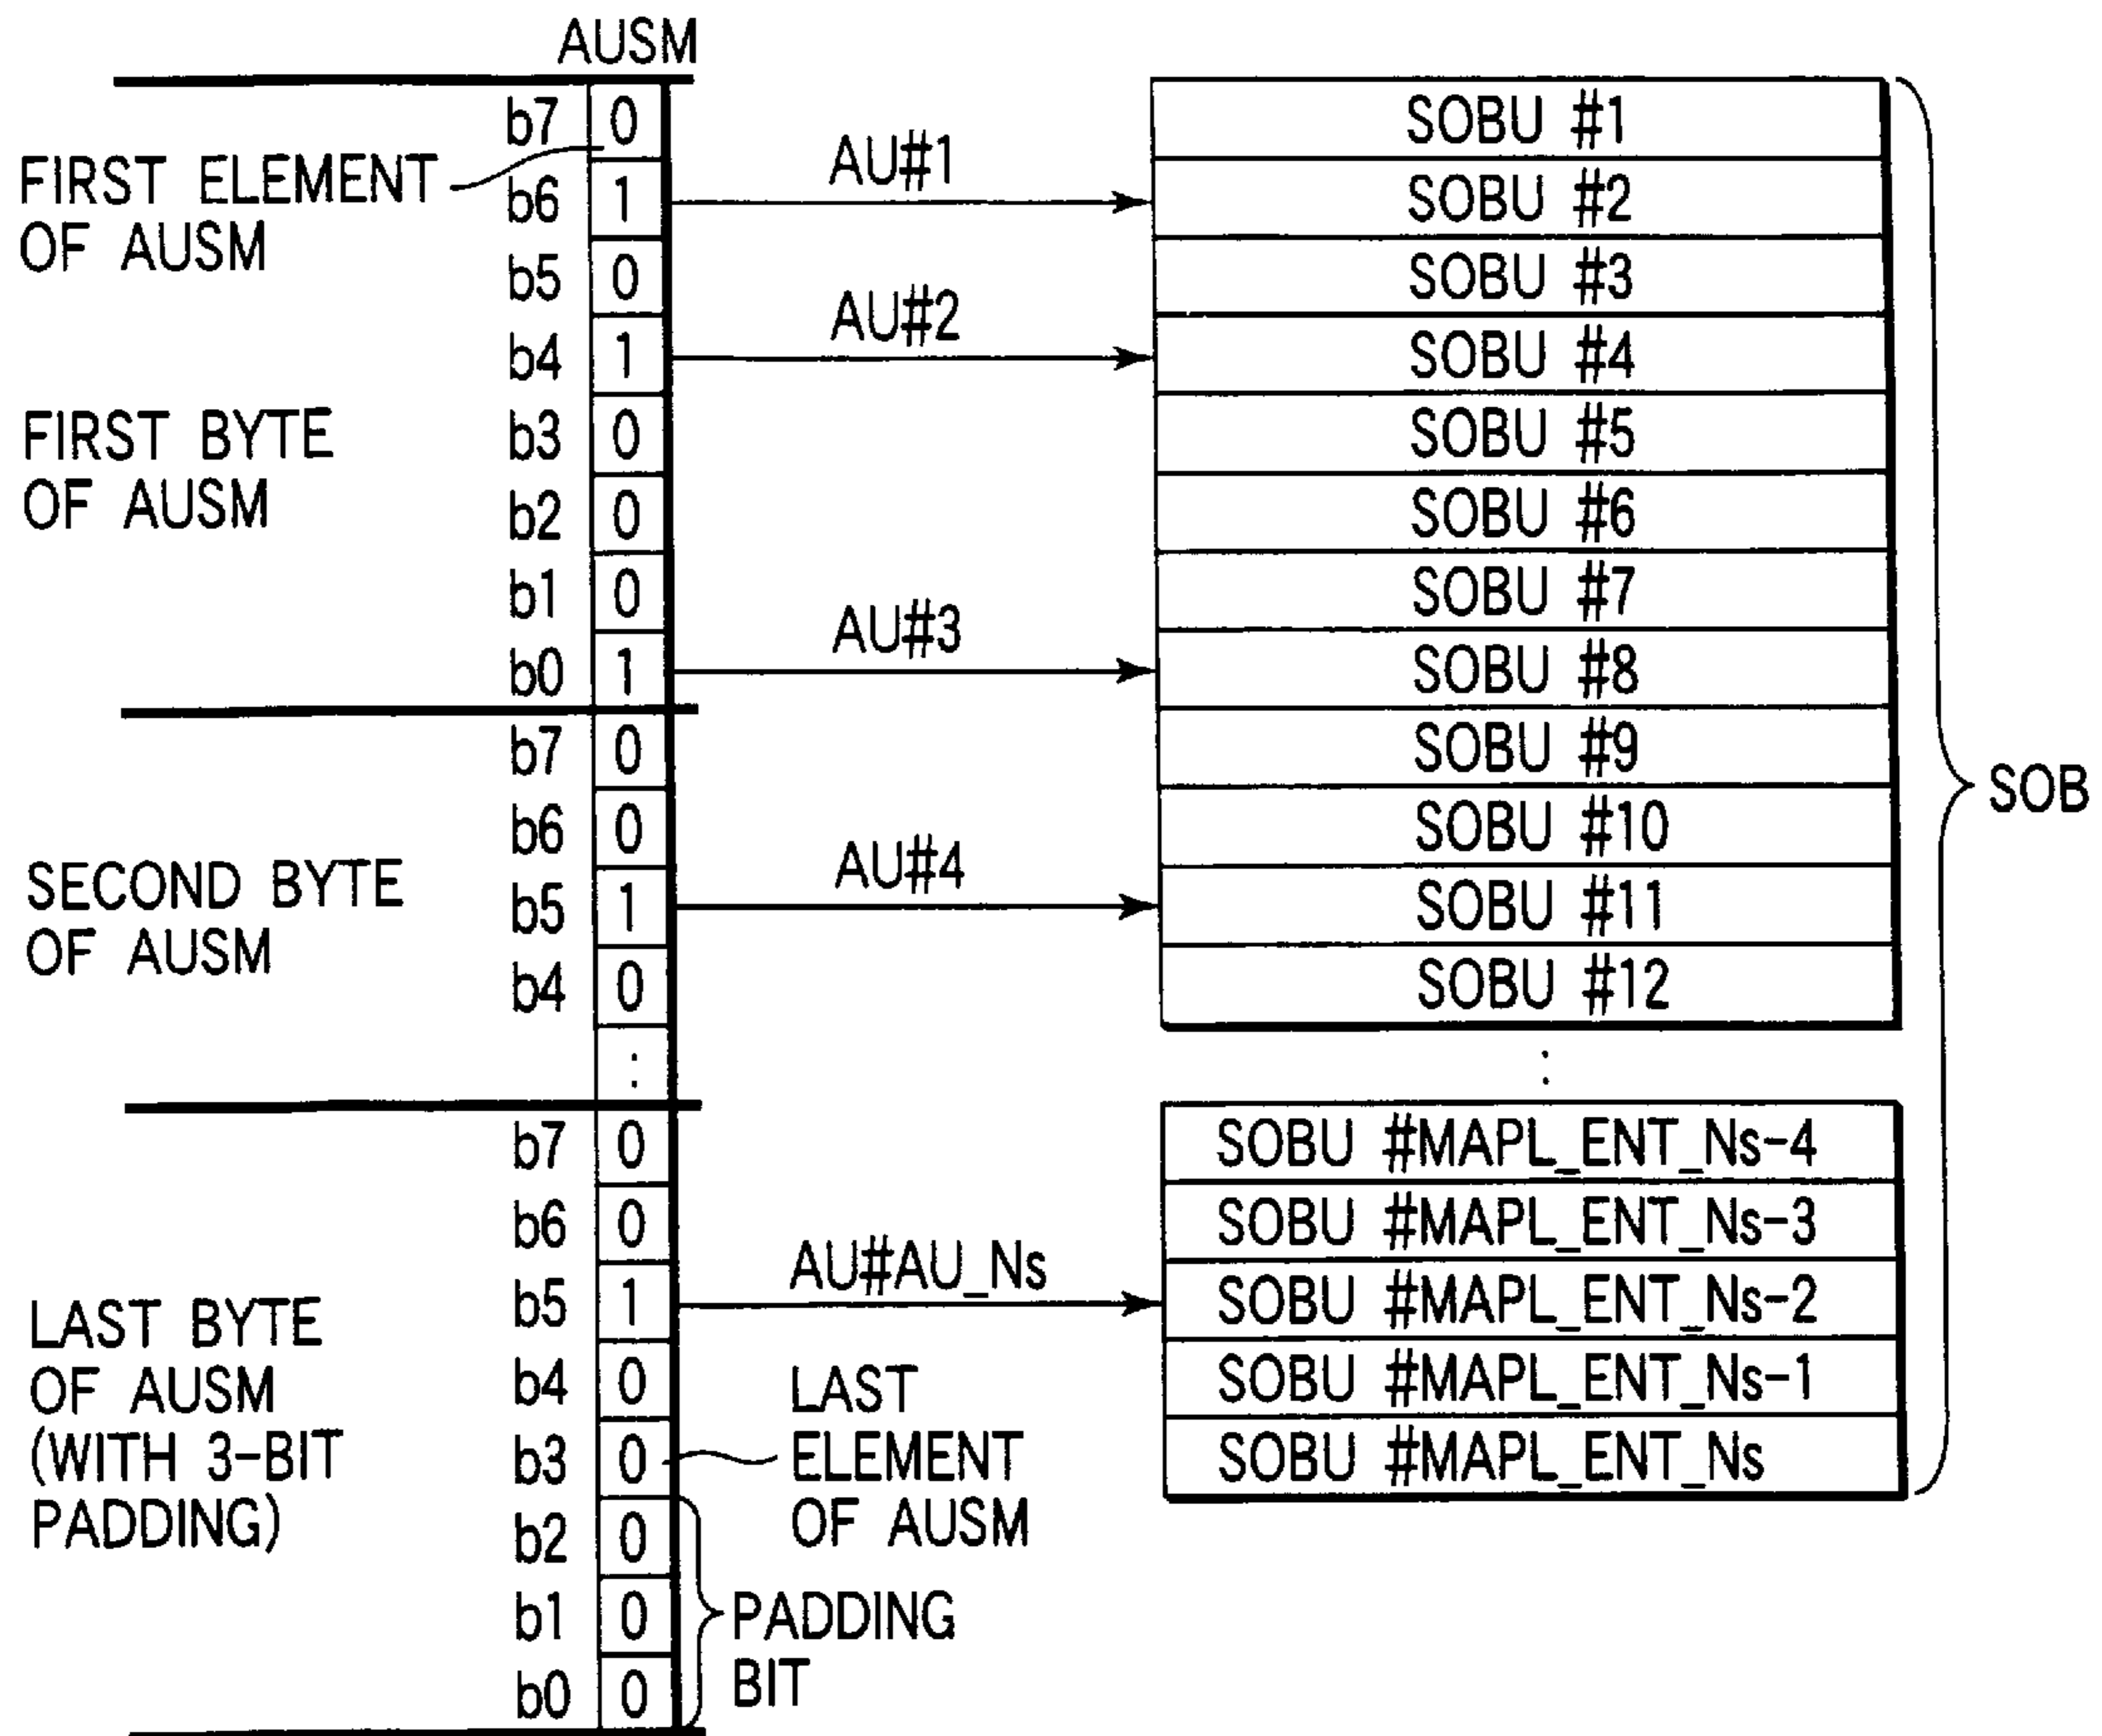 AUSM
b7 0 SOBU #1
FIRST ELEMENT
OF AUSM
b6 1 AU#1 SOBU #2
b5 0 SOBU #3
b4 1 AU#2 SOBU #4
FIRST BYTE
OF AUSM
b3 0 SOBU #5
b2 0 SOBU #6
b1 0 SOBU #7
b0 1 AU#3 SOBU #8
b7 0 SOBU #9
SOB
b6 0 SOBU #10
SECOND BYTE
OF AUSM
b5 1 AU#4 SOBU #11
b4 0 SOBU #12
: :
b7 0 SOBU #MAPL_ENT_Ns-4
b6 0 SOBU #MAPL_ENT_Ns-3
b5 1 AU#AU_Ns SOBU #MAPL_ENT_Ns-2
LAST BYTE
OF AUSM
(WITH 3-BIT
PADDING)
b4 0 SOBU #MAPL_ENT_Ns-1
b3 0 SOBU #MAPL_ENT_Ns
LAST
ELEMENT
OF AUSM
b2 0
b1 0
b0 0
PADDING
BIT